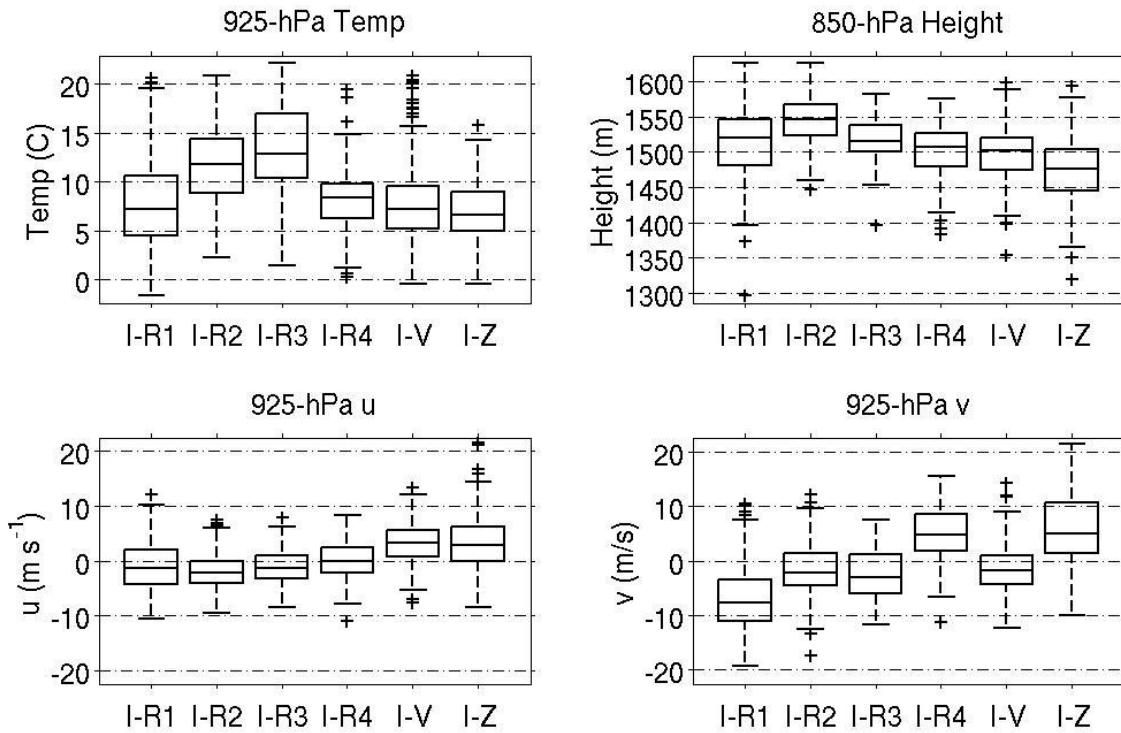 925-hPa Temp
Temp (C)
20
15
10
5
0
I-R1 I-R2 I-R3 I-R4 I-V I-Z
850-hPa Height
Height (m)
1600
1550
1500
1450
1400
1350
1300
I-R1 I-R2 I-R3 I-R4 I-V I-Z
925-hPa u
u (m s⁻¹)
20
10
0
-10
-20
I-R1 I-R2 I-R3 I-R4 I-V I-Z
925-hPa v
v (m/s)
20
10
0
-10
-20
I-R1 I-R2 I-R3 I-R4 I-V I-Z